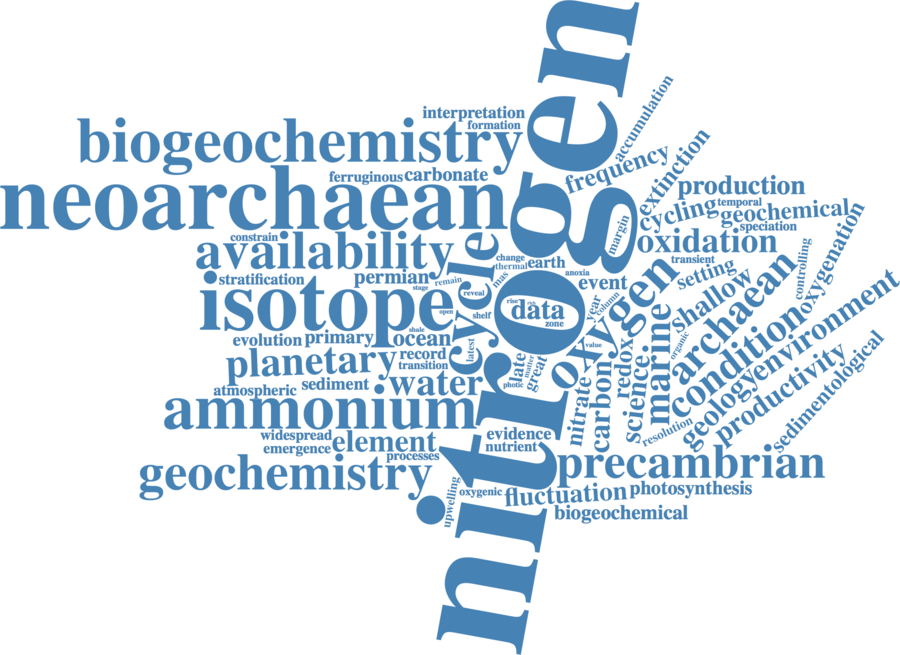 nitrogen
interpretation
formation
biogeochemistry
ferruginous
carbonate
neoarchaean
constrain
availability
stratification
permian
stage
remain
isotope
open
reveal
shelf
cycle
mas
change
thermal
earth
anoxia
event
evolution
primary
shale
ocean
latest
planetary
record
transition
atmospheric
sediment
water
ammonium
widespread
emergence
element
processes
geochemistry
upwelling
oxygenic
evidence
nutrient
rise
data
zone
late
matter
great
photic
accumulation
frequency
extinction
margin
production
cycling
temporal
geochemical
speciation
oxidation
transient
setting
shallow
controlling
oxygenation
archaean
oxygen
year
column
value
redox
carbon
nitrate
science
marine
organic
condition
environment
geology
productivity
resolution
sedimentological
precambrian
fluctuation
photosynthesis
biogeochemical